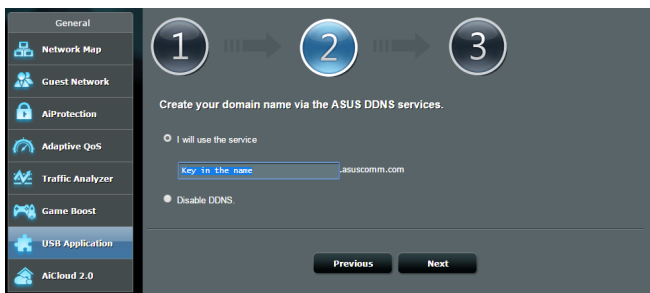 General
Network Map
Guest Network
AiProtection
Adaptive QoS
Traffic Analyzer
Game Boost
USB Application
AiCloud 2.0
1
2
3
Create your domain name via the ASUS DDNS services.
I will use the service
Key in the name .asuscomm.com
Disable DDNS.
Previous Next